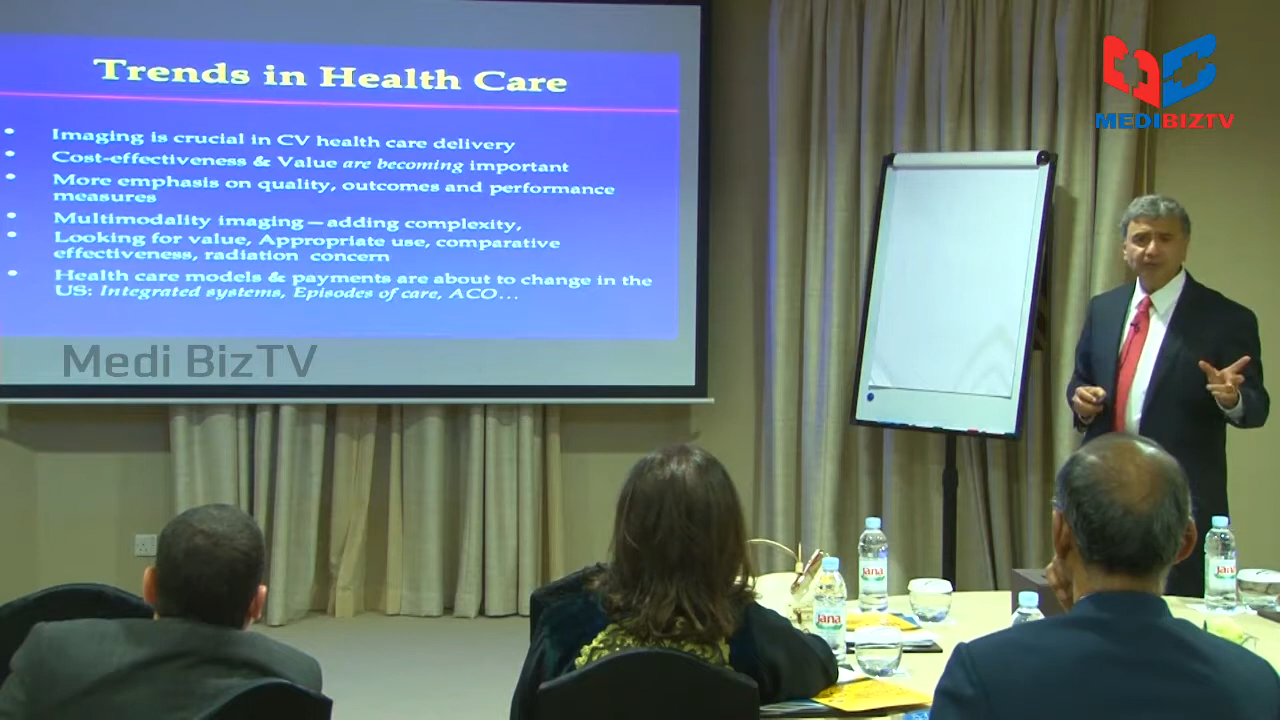 Trends in Health Care
• Imaging is crucial in CV health care delivery
• Cost-effectiveness & Value are becoming important
• More emphasis on quality, outcomes and performance
measures
• Multimodality imaging—adding complexity,
• Looking for value, Appropriate use, comparative
effectiveness, radiation concern
• Health care models & payments are about to change in the
US: Integrated systems, Episodes of care, ACO...
Medi BizTV
MEDIBIZTV
Jana
Jana
Jana